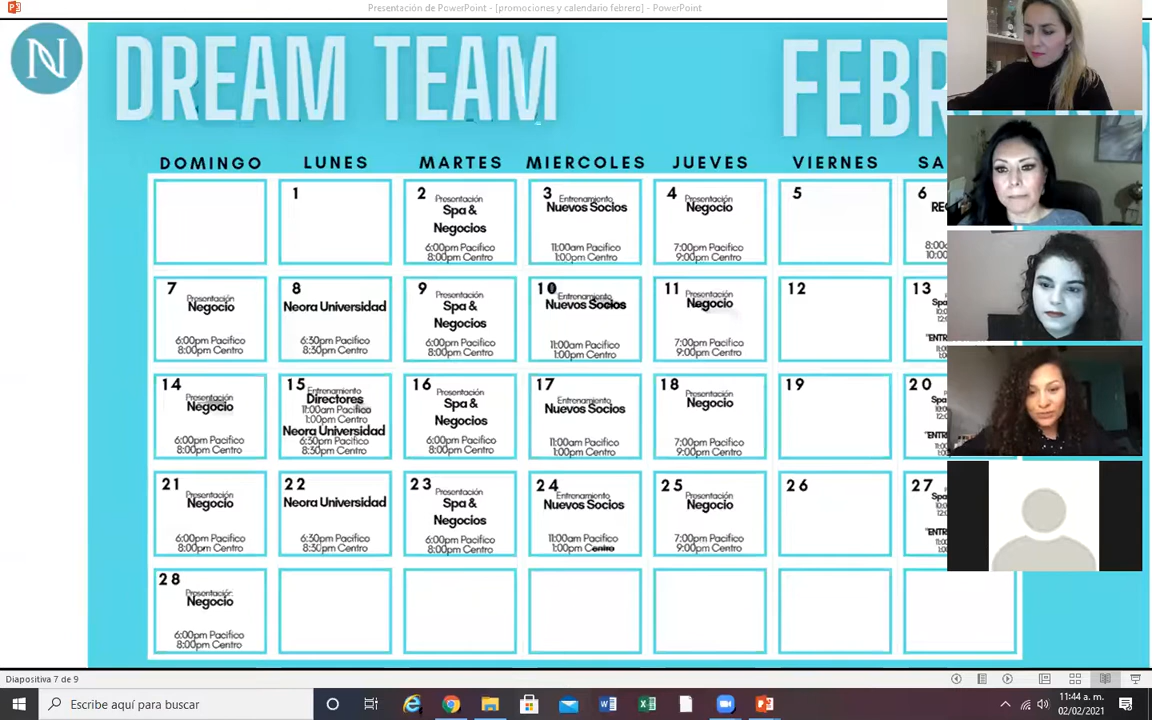 Presentación de PowerPoint - [promociones y calendario febrero] - PowerPoint
N
DREAM TEAM
DOMINGO LUNES MARTES MIERCOLES JUEVES VIERNES
1
2
Presentación
Spa &
Negocios
6:00pm Pacifico
8:00pm Centro
3
Entrenamiento
Nuevos Socios
11:00am Pacifico
1:00pm Centro
4
Presentación
Negocio
7:00pm Pacifico
9:00pm Centro
5
6
7
Presentación
Negocio
6:00pm Pacifico
8:00pm Centro
8
Neora Universidad
6:30pm Pacifico
8:30pm Centro
9
Presentación
Spa &
Negocios
6:00pm Pacifico
8:00pm Centro
10
Entrenamiento
Nuevos Socios
11:00am Pacifico
1:00pm Centro
11
Presentación
Negocio
7:00pm Pacifico
9:00pm Centro
12
13
14
Presentación
Negocio
6:00pm Pacifico
8:00pm Centro
15
Entrenamiento
Directores
11:00am Pacifico
1:00pm Centro
Neora Universidad
6:30pm Pacifico
8:30pm Centro
16
Presentación
Spa &
Negocios
6:00pm Pacifico
8:00pm Centro
17
Entrenamiento
Nuevos Socios
11:00am Pacifico
1:00pm Centro
18
Presentación
Negocio
7:00pm Pacifico
9:00pm Centro
19
20
21
Presentación
Negocio
6:00pm Pacifico
8:00pm Centro
22
Neora Universidad
6:30pm Pacifico
8:30pm Centro
23
Presentación
Spa &
Negocios
6:00pm Pacifico
8:00pm Centro
24
Entrenamiento
Nuevos Socios
11:00am Pacifico
1:00pm Centro
25
Presentación
Negocio
7:00pm Pacifico
9:00pm Centro
26
27
28
Presentación:
Negocio
6:00pm Pacifico
8:00pm Centro
Diapositiva 7 de 9
Escribe aquí para buscar
11:44 a. m.
02/02/2021